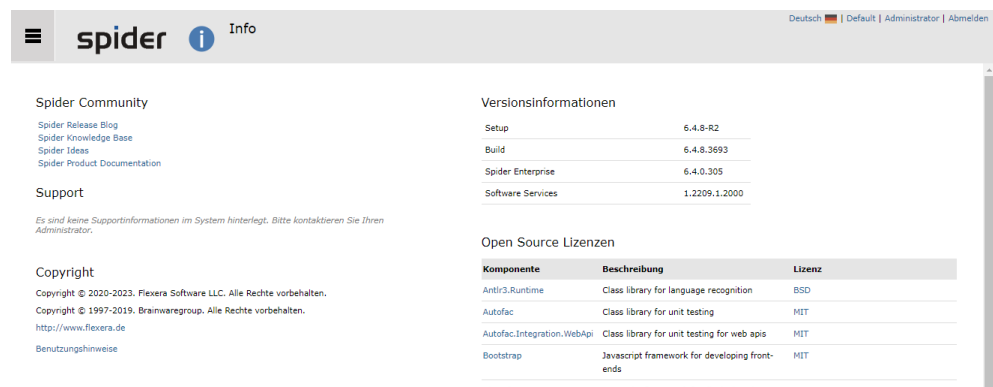 Deutsch | Default | Administrator | Abmelden
spider
i Info
Spider Community
Spider Release Blog
Spider Knowledge Base
Spider Ideas
Spider Product Documentation
Support
Es sind keine Supportinformationen im System hinterlegt. Bitte kontaktieren Sie Ihren
Administrator.
Copyright
Copyright © 2020-2023. Flexera Software LLC. Alle Rechte vorbehalten.
Copyright © 1997-2019. Brainwaregroup. Alle Rechte vorbehalten.
http://www.flexera.de
Benutzungshinweise
Versionsinformationen
Setup 6.4.8-R2
Build 6.4.8.3693
Spider Enterprise 6.4.0.305
Software Services 1.2209.1.2000
Open Source Lizenzen
Komponente Beschreibung Lizenz
Antlr3.Runtime Class library for language recognition BSD
Autofac Class library for unit testing MIT
Autofac.Integration.WebApi Class library for unit testing for web apis MIT
Bootstrap Javascript framework for developing front- MIT
ends